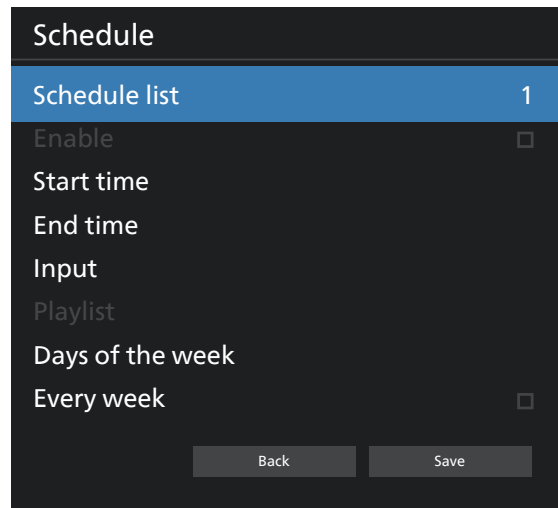 Schedule
Schedule list 1
Enable
Start time
End time
Input
Playlist
Days of the week
Every week
Back Save